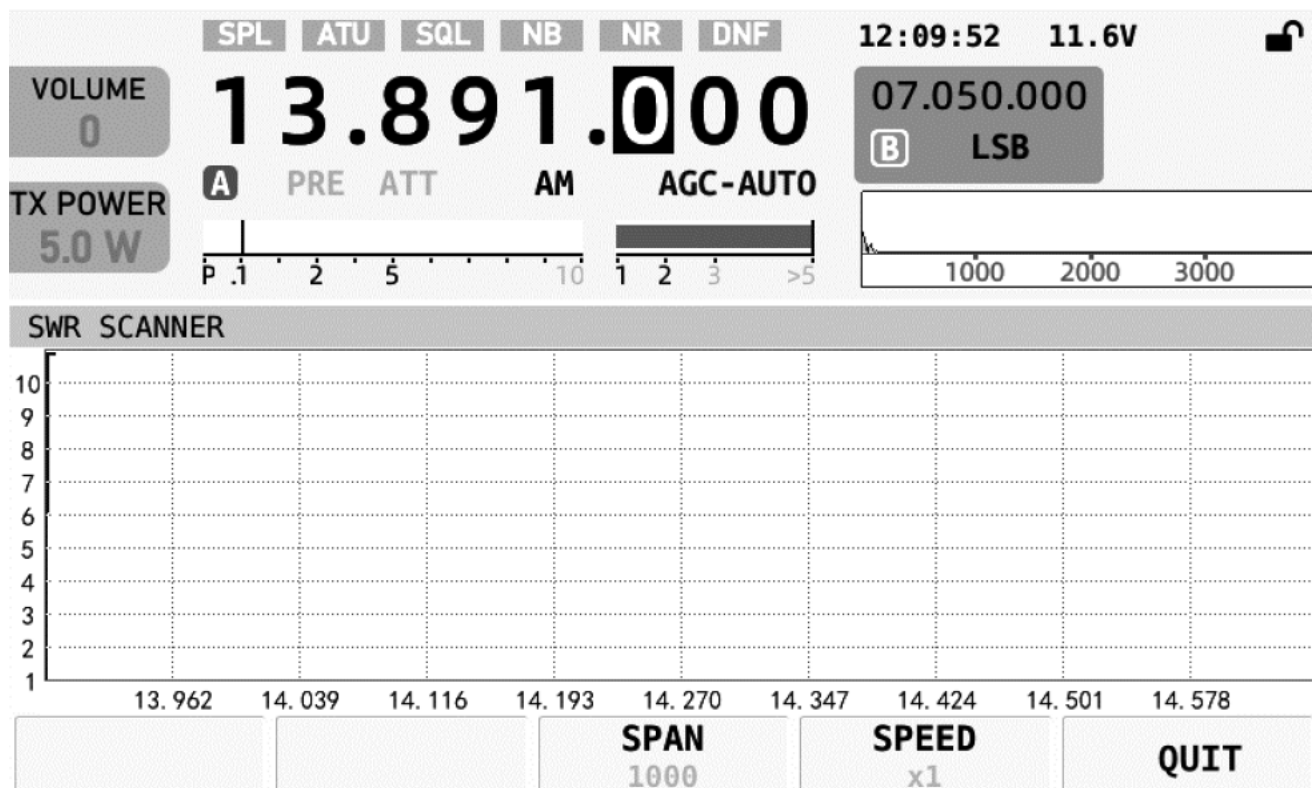 SPL ATU SQL NB NR DNF 12:09:52 11.6V
VOLUME
0
13.891.000
07.050.000
B LSB
A PRE ATT AM AGC-AUTO
TX POWER
5.0 W
P .1 2 5 10
1 2 3 >5
1000 2000 3000
SWR SCANNER
10
9
8
7
6
5
4
3
2
1
13.962 14.039 14.116 14.193 14.270 14.347 14.424 14.501 14.578
SPAN
1000
SPEED
x1
QUIT